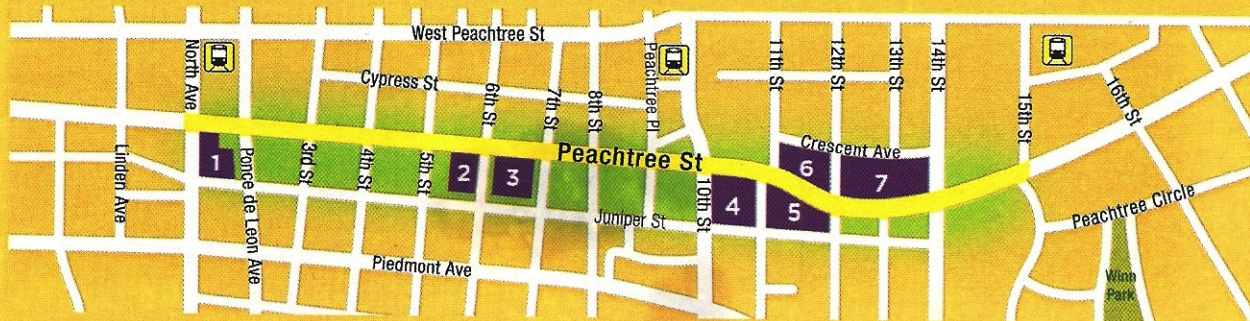 West Peachtree St
North Ave
Cypress St
Peachtree Pl
6th St
7th St
8th St
11th St
12th St
13th St
14th St
15th St
16th St
Linden Ave
1
Ponce de Leon Ave
3rd St
4th St
5th St
2
3
Peachtree St
10th St
4
5
6
7
Crescent Ave
Juniper St
Peachtree Circle
Piedmont Ave
Winn
Park